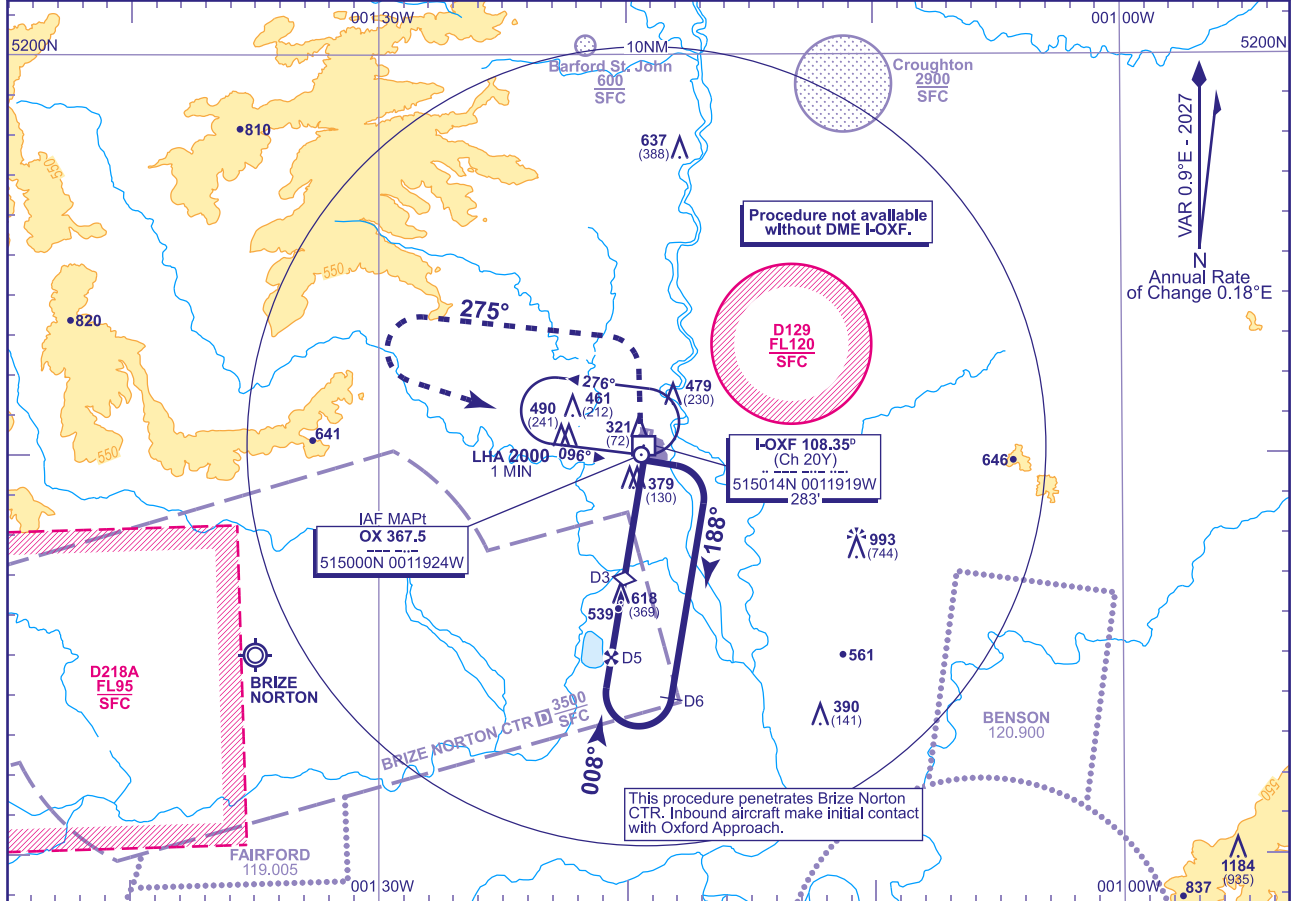 001:30W
001:00W
5200N
10NM
5200N
Barford St. John
600
SFC
Croughton
2900
SFC
550
810
637
(388)
VAR 0.9°E - 2027
N
Annual Rate
of Change 0.18°E
Procedure not available
without DME I-OXF.
550
550
820
275°
D129
FL120
SFC
276°
461
(212)
479
(230)
490
(241)
321
(72)
641
550
LHA 2000
1 MIN
096°
I-OXF 108.35°
(Ch 20Y)
515014N 0011919W
283'
646
379
(130)
IAF MAPt
OX 367.5
515000N 0011924W
188°
993
(744)
D3
618
(369)
539
D5
561
BRIZE
NORTON
D218A
FL95
SFC
D6
BRIZE NORTON CTR D 3500
SFC
390
(141)
BENSON
120.900
008°
This procedure penetrates Brize Norton
CTR. Inbound aircraft make initial contact
with Oxford Approach.
550
FAIRFORD
119.005
1184
(935)
001:30W
001:00W
837